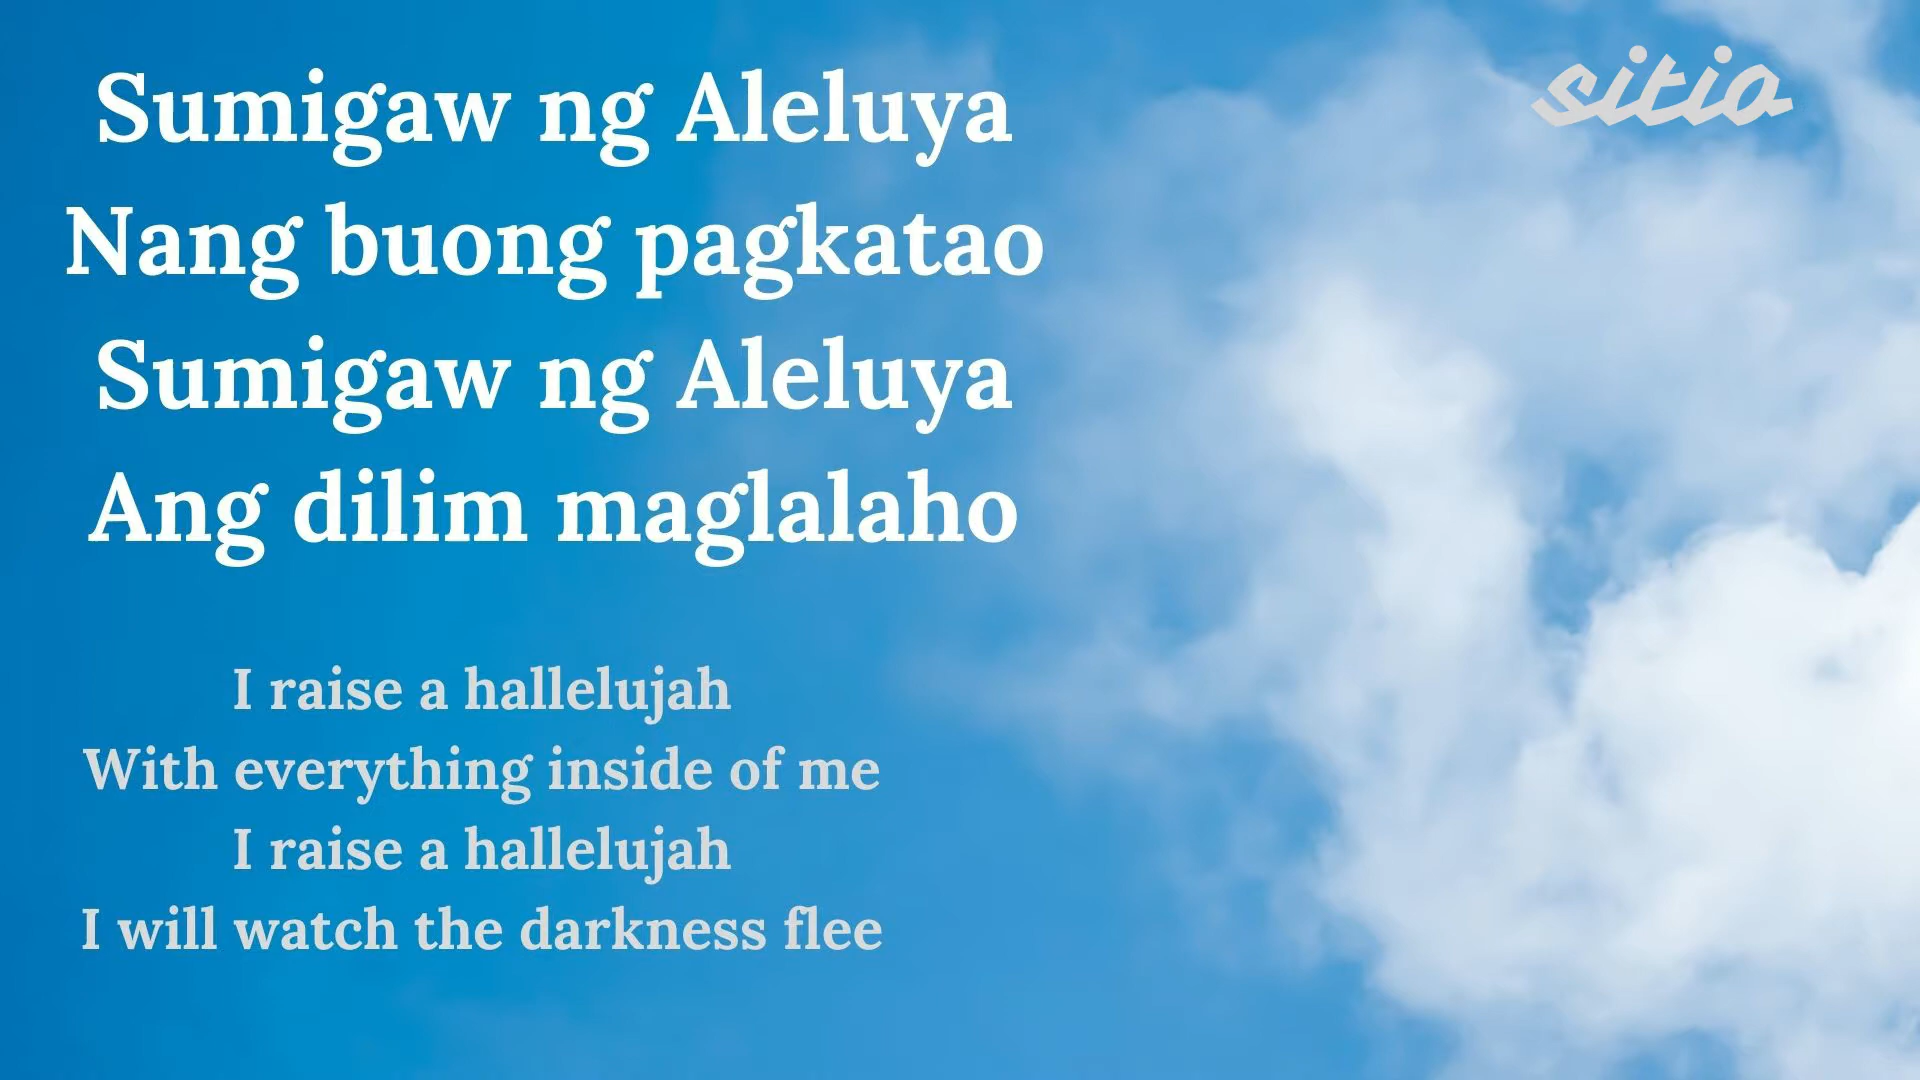 sitio
Sumigaw ng Aleluya
Nang buong pagkatao
Sumigaw ng Aleluya
Ang dilim maglalaho
I raise a hallelujah
With everything inside of me
I raise a hallelujah
I will watch the darkness flee